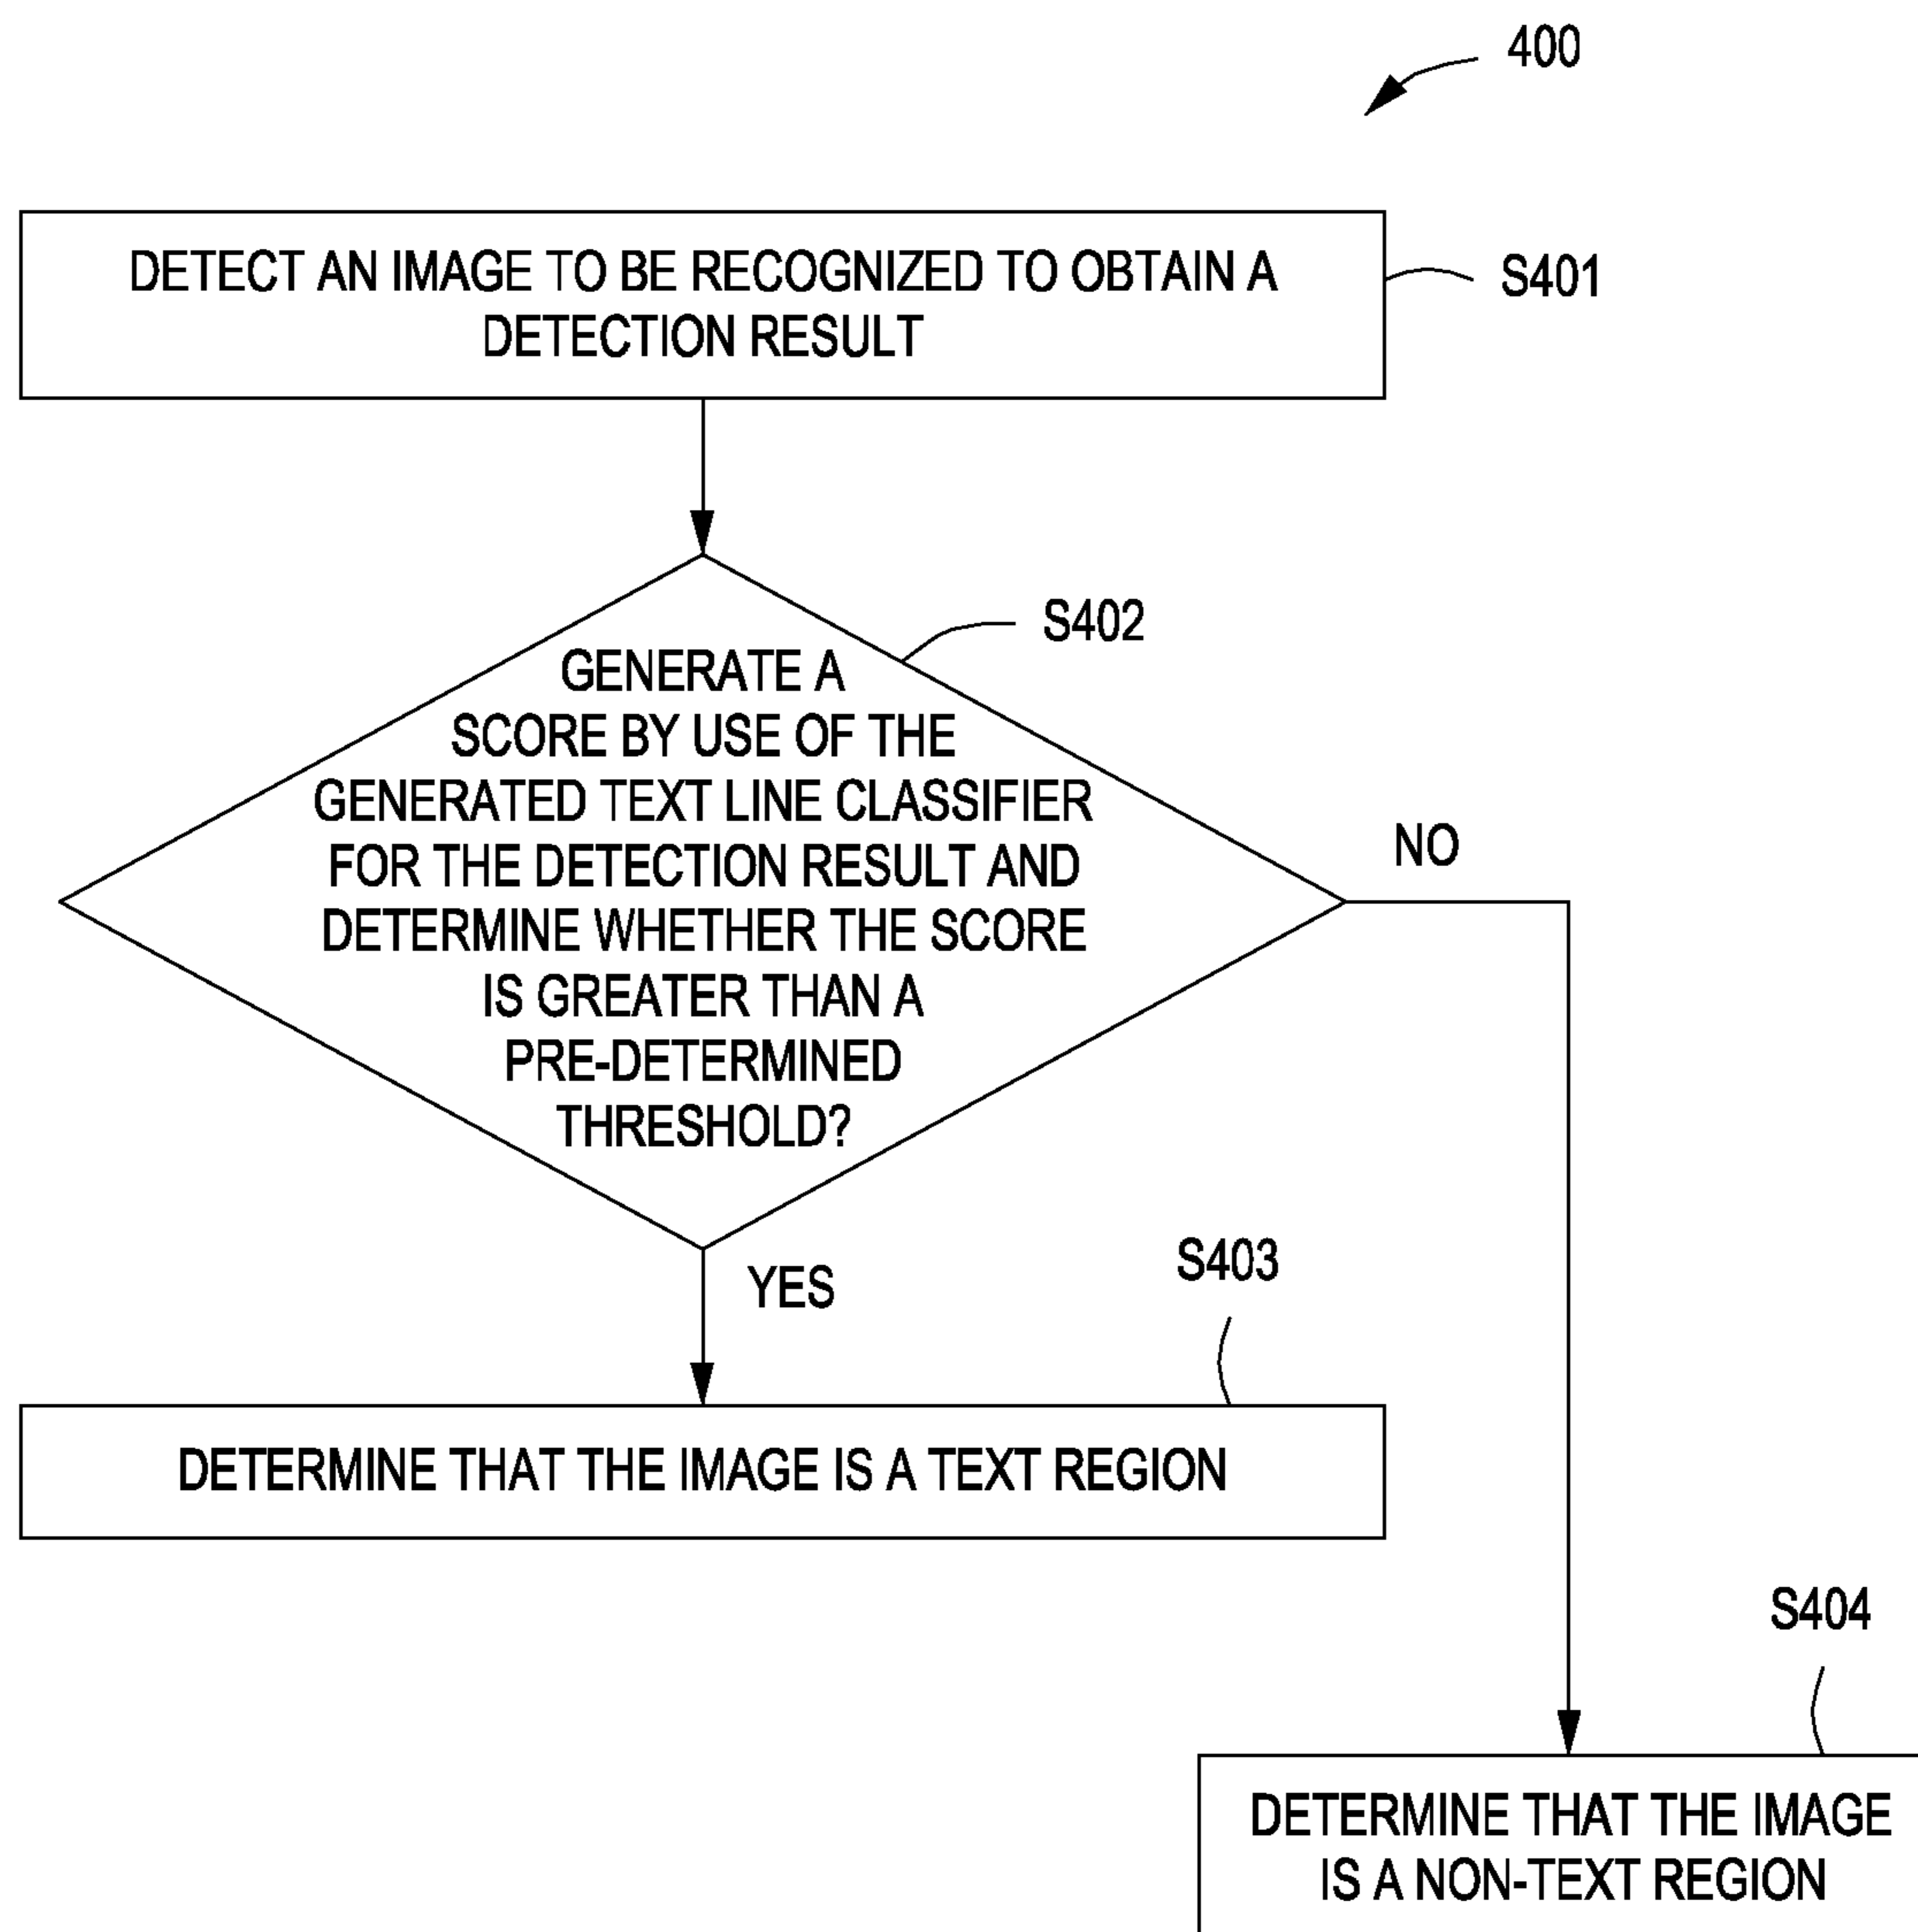 400
DETECT AN IMAGE TO BE RECOGNIZED TO OBTAIN A
DETECTION RESULT
S401
S402
GENERATE A
SCORE BY USE OF THE
GENERATED TEXT LINE CLASSIFIER
FOR THE DETECTION RESULT AND
DETERMINE WHETHER THE SCORE
IS GREATER THAN A
PRE-DETERMINED
THRESHOLD?
NO
YES
S403
DETERMINE THAT THE IMAGE IS A TEXT REGION
S404
DETERMINE THAT THE IMAGE
IS A NON-TEXT REGION